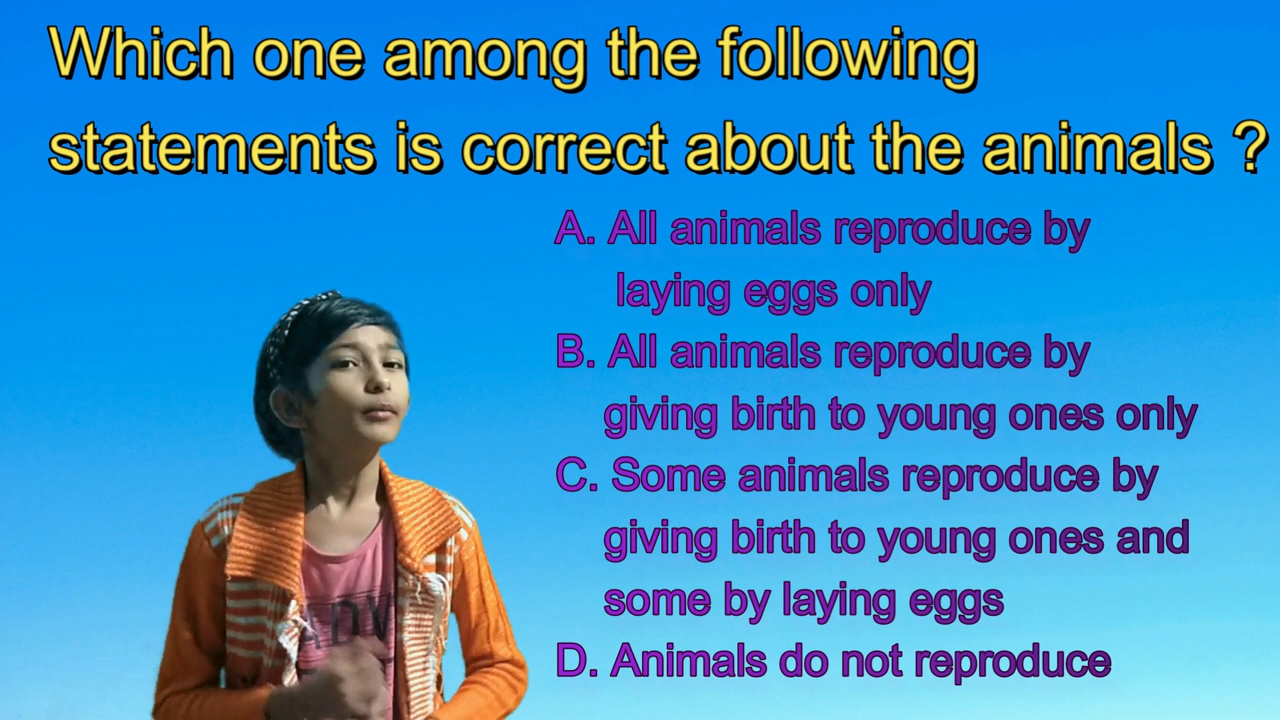 Which one among the following
statements is correct about the animals ?
A. All animals reproduce by
laying eggs only
B. All animals reproduce by
giving birth to young ones only
C. Some animals reproduce by
giving birth to young ones and
some by laying eggs
D. Animals do not reproduce